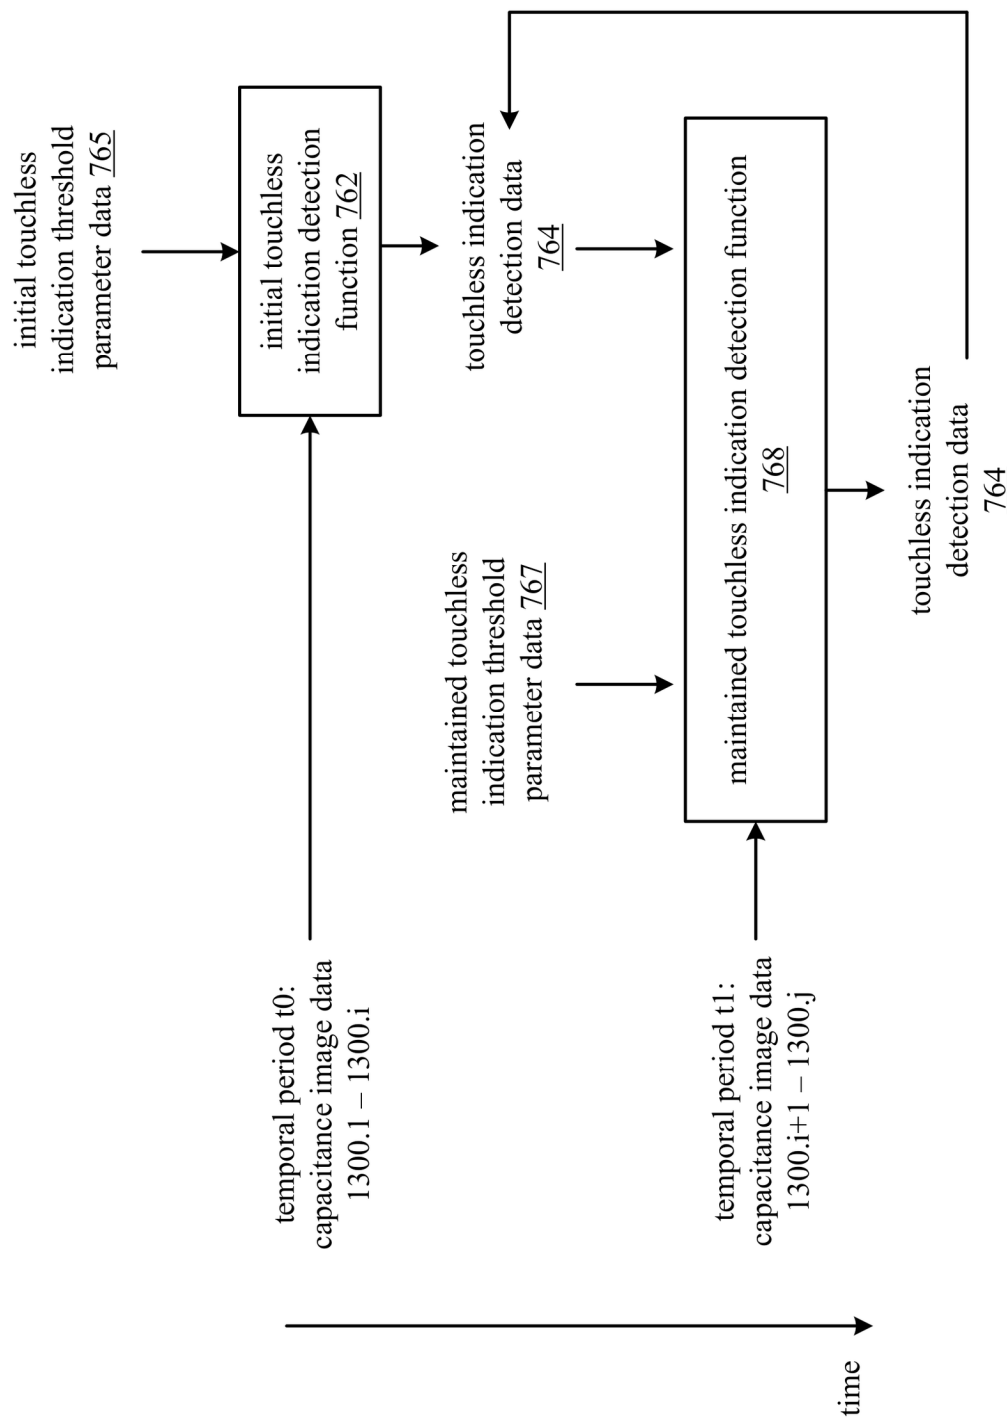 initial touchless
indication threshold
parameter data 765
initial touchless
indication detection
function 762
temporal period t0:
capacitance image data
1300.1 – 1300.i
touchless indication
detection data
764
maintained touchless
indication threshold
parameter data 767
maintained touchless indication detection function
768
temporal period t1:
capacitance image data
1300.i+1 – 1300.j
touchless indication
detection data
764
time